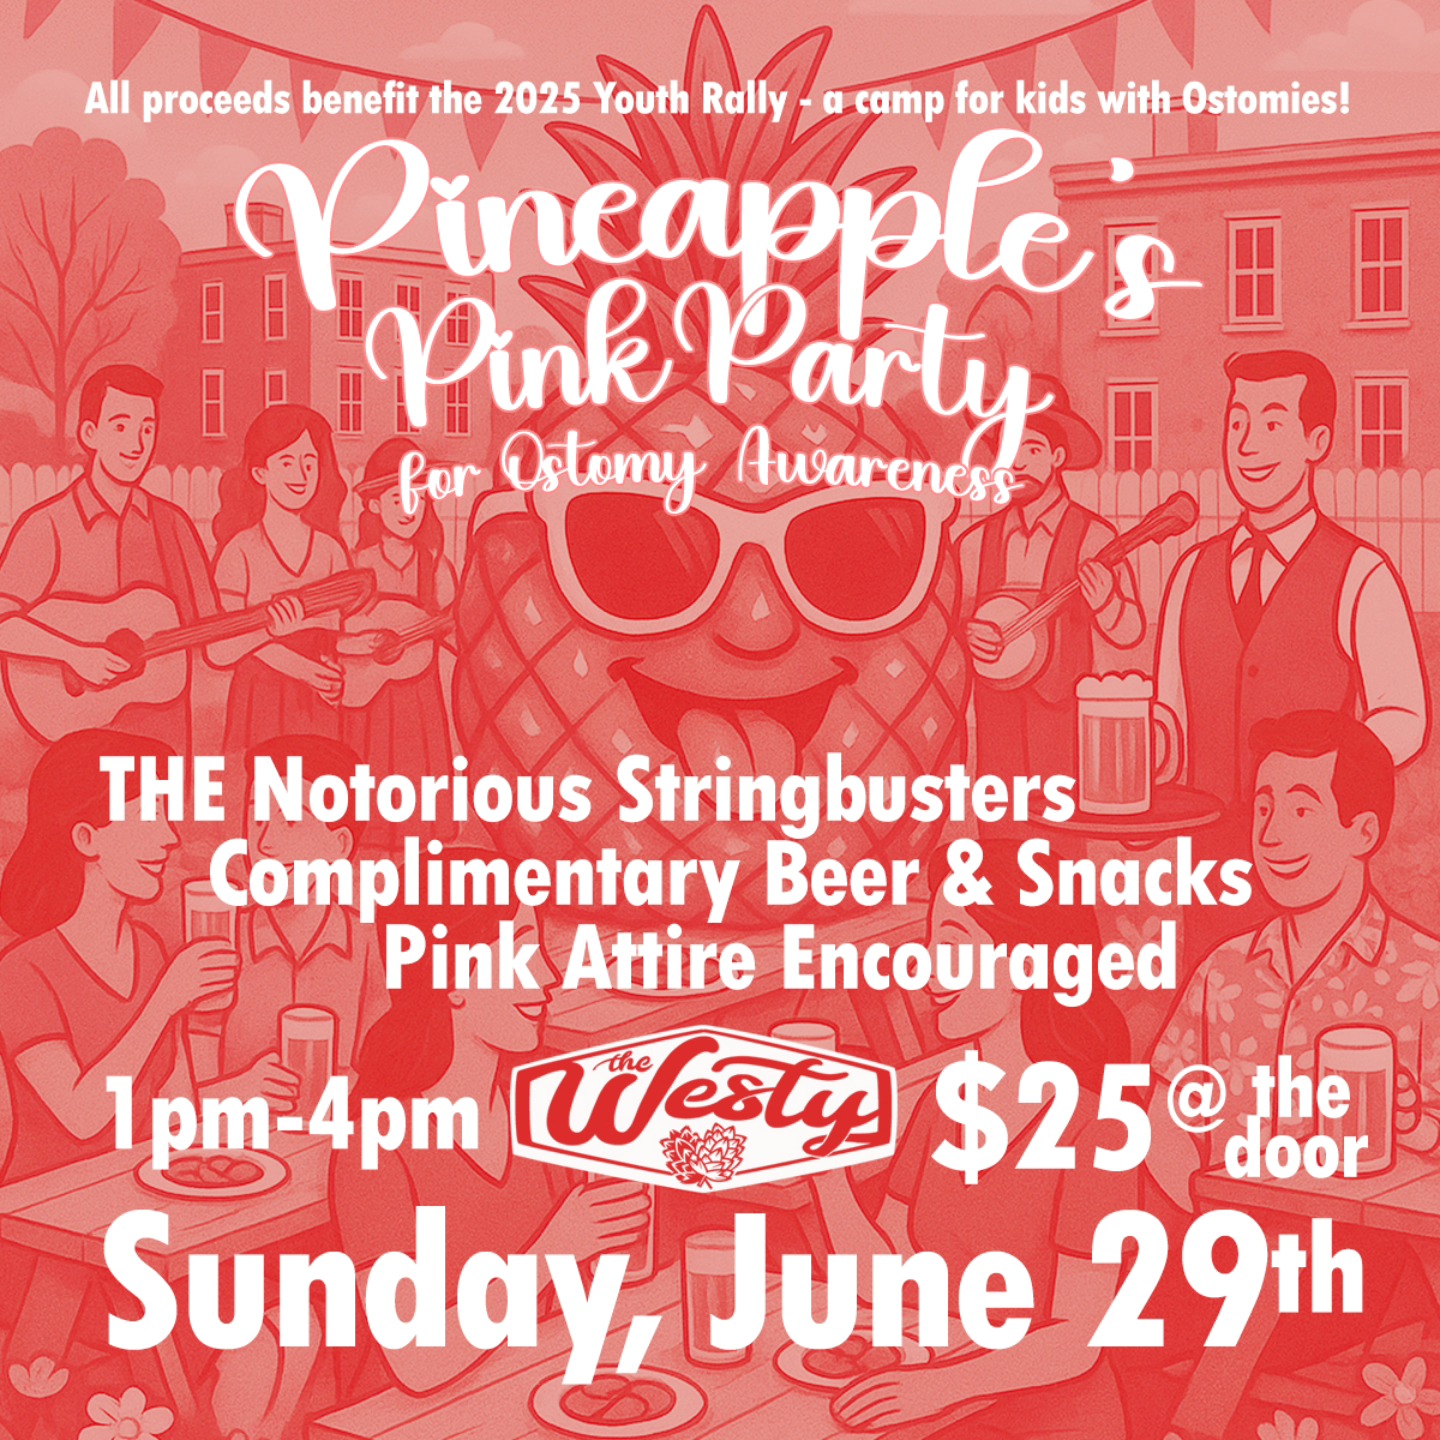 All proceeds benefit the 2025 Youth Rally - a camp for kids with Ostomies!
Pineapple's
Pink Party
for Ostomy Awareness
THE Notorious Stringbusters
Complimentary Beer & Snacks
Pink Attire Encouraged
1pm-4pm
the Westy
$25 @ the door
Sunday, June 29th